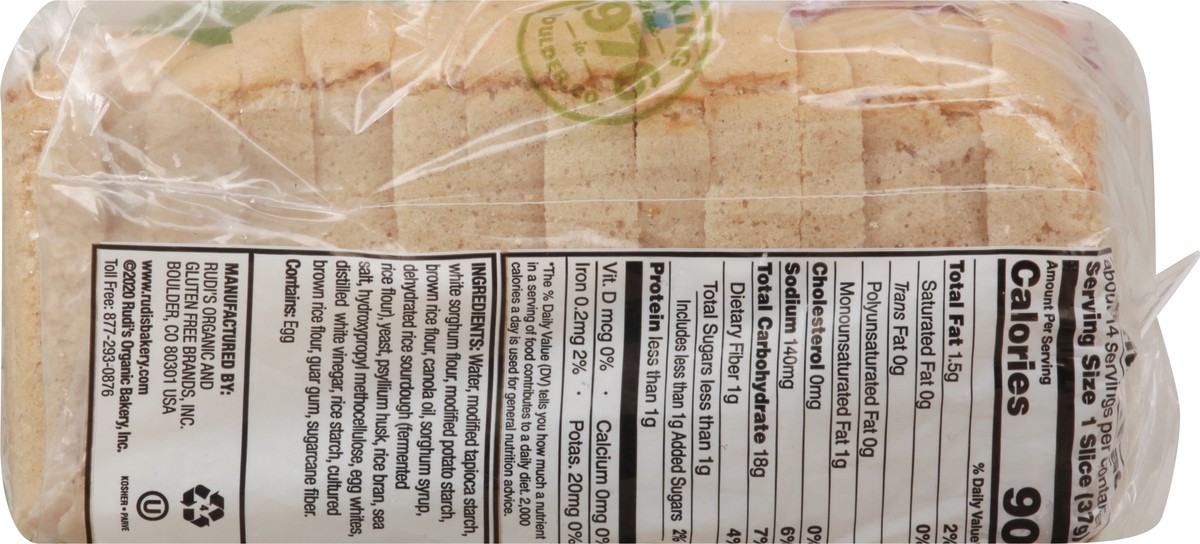 1976
in
BOULDER, CO
about 14 Servings per
Serving Size 1 Slice (37g)
Amount Per Serving
Calories 90
% Daily Value
Total Fat 1.5g 2%
Saturated Fat 0g 0%
Trans Fat 0g
Polyunsaturated Fat 0g
Monounsaturated Fat 1g
Cholesterol 0mg 0%
Sodium 140mg 6%
Total Carbohydrate 18g 7%
Dietary Fiber 1g 4%
Total Sugars less than 1g
Includes less than 1g Added Sugars 2%
Protein less than 1g
Vit. D mcg 0% • Calcium 0mg 0%
Iron 0.2mg 2% • Potas. 20mg 0%
*The % Daily Value (DV) tells you how much a nutrient
in a serving of food contributes to a daily diet. 2,000
calories a day is used for general nutrition advice.
INGREDIENTS: Water, modified tapioca starch,
white sorghum flour, modified potato starch,
brown rice flour, canola oil, sorghum syrup,
dehydrated rice sourdough (fermented
rice flour), yeast, psyllium husk, rice bran, sea
salt, hydroxypropyl methocellulose, egg whites,
distilled white vinegar, rice starch, cultured
brown rice flour, guar gum, sugarcane fiber.
Contains: Egg
MANUFACTURED BY:
RUDI'S ORGANIC AND
GLUTEN FREE BRANDS, INC.
BOULDER, CO 80301 USA
www.rudisbakery.com
©2020 Rudi's Organic Bakery, Inc.
Toll Free: 877-293-0876
4
U
KOSHER • PARVE